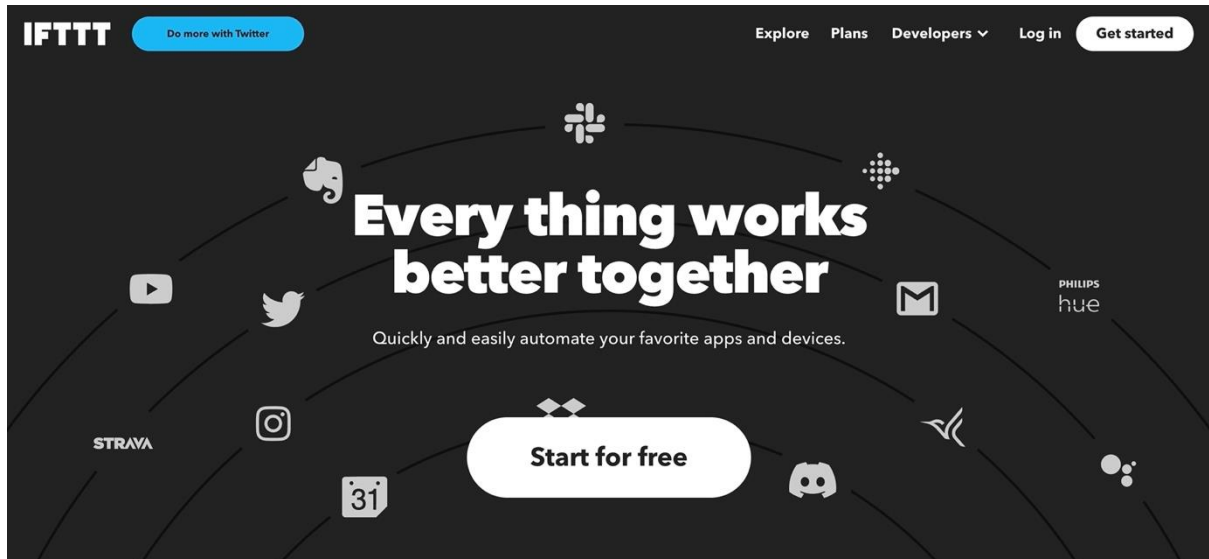 IFTTT
Do more with Twitter
Explore
Plans
Developers
Log in
Get started
Every thing works
better together
PHILIPS
hue
Quickly and easily automate your favorite apps and devices.
STRAVA
Start for free
31